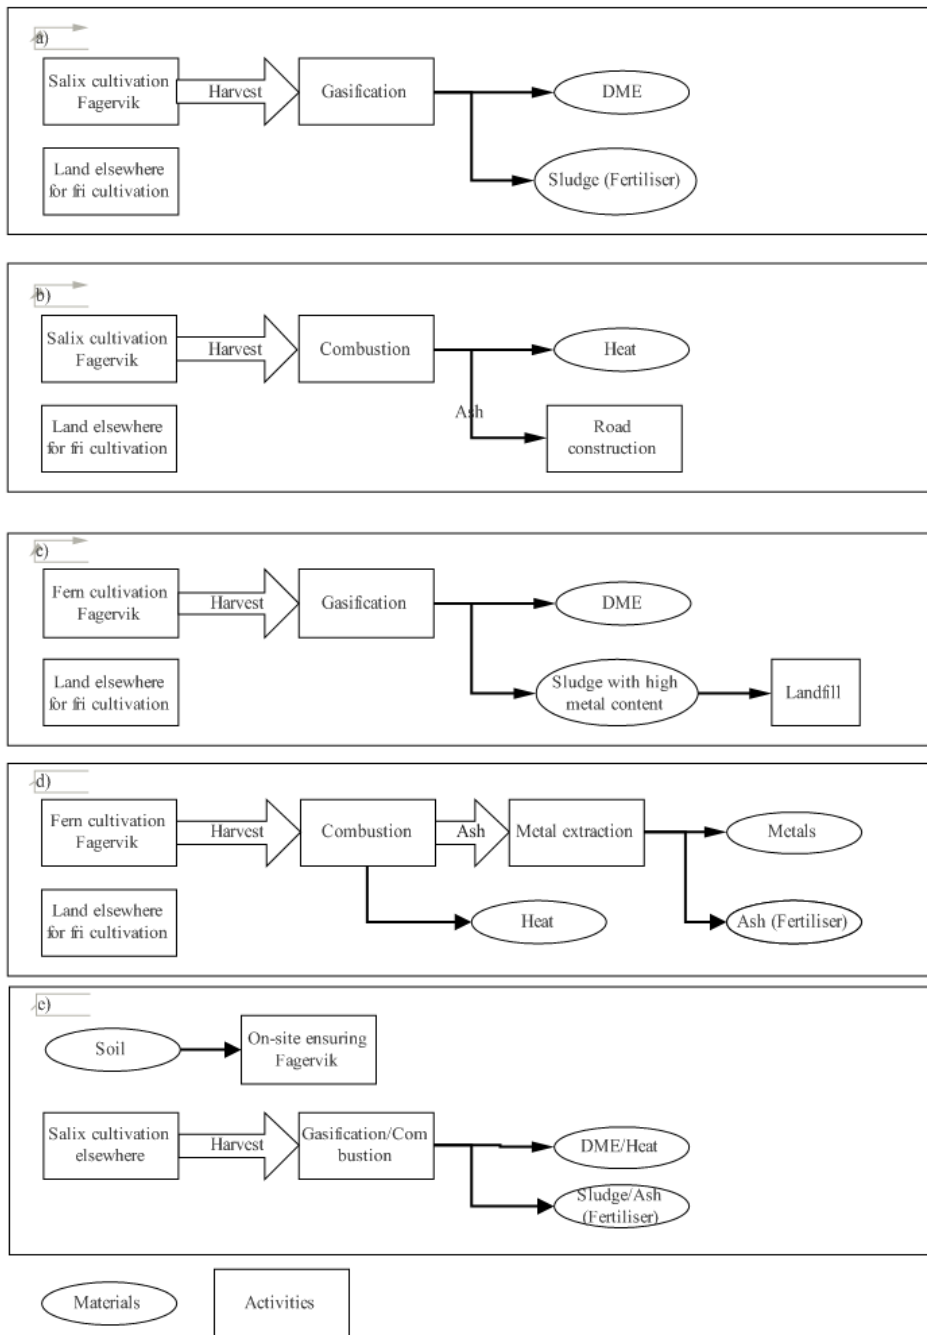 a)
Salix cultivation
Fagervik
Harvest
Gasification
DME
Land elsewhere
for fri cultivation
Sludge (Fertiliser)
b)
Salix cultivation
Fagervik
Harvest
Combustion
Heat
Ash
Land elsewhere
for fri cultivation
Road
construction
c)
Fern cultivation
Fagervik
Harvest
Gasification
DME
Land elsewhere
for fri cultivation
Sludge with high
metal content
Landfill
d)
Fern cultivation
Fagervik
Harvest
Combustion
Ash
Metal extraction
Metals
Land elsewhere
for fri cultivation
Heat
Ash (Fertiliser)
e)
Soil
On-site ensuring
Fagervik
Salix cultivation
elsewhere
Harvest
Gasification/Com
bustion
DME/Heat
Sludge/Ash
(Fertiliser)
Materials
Activities